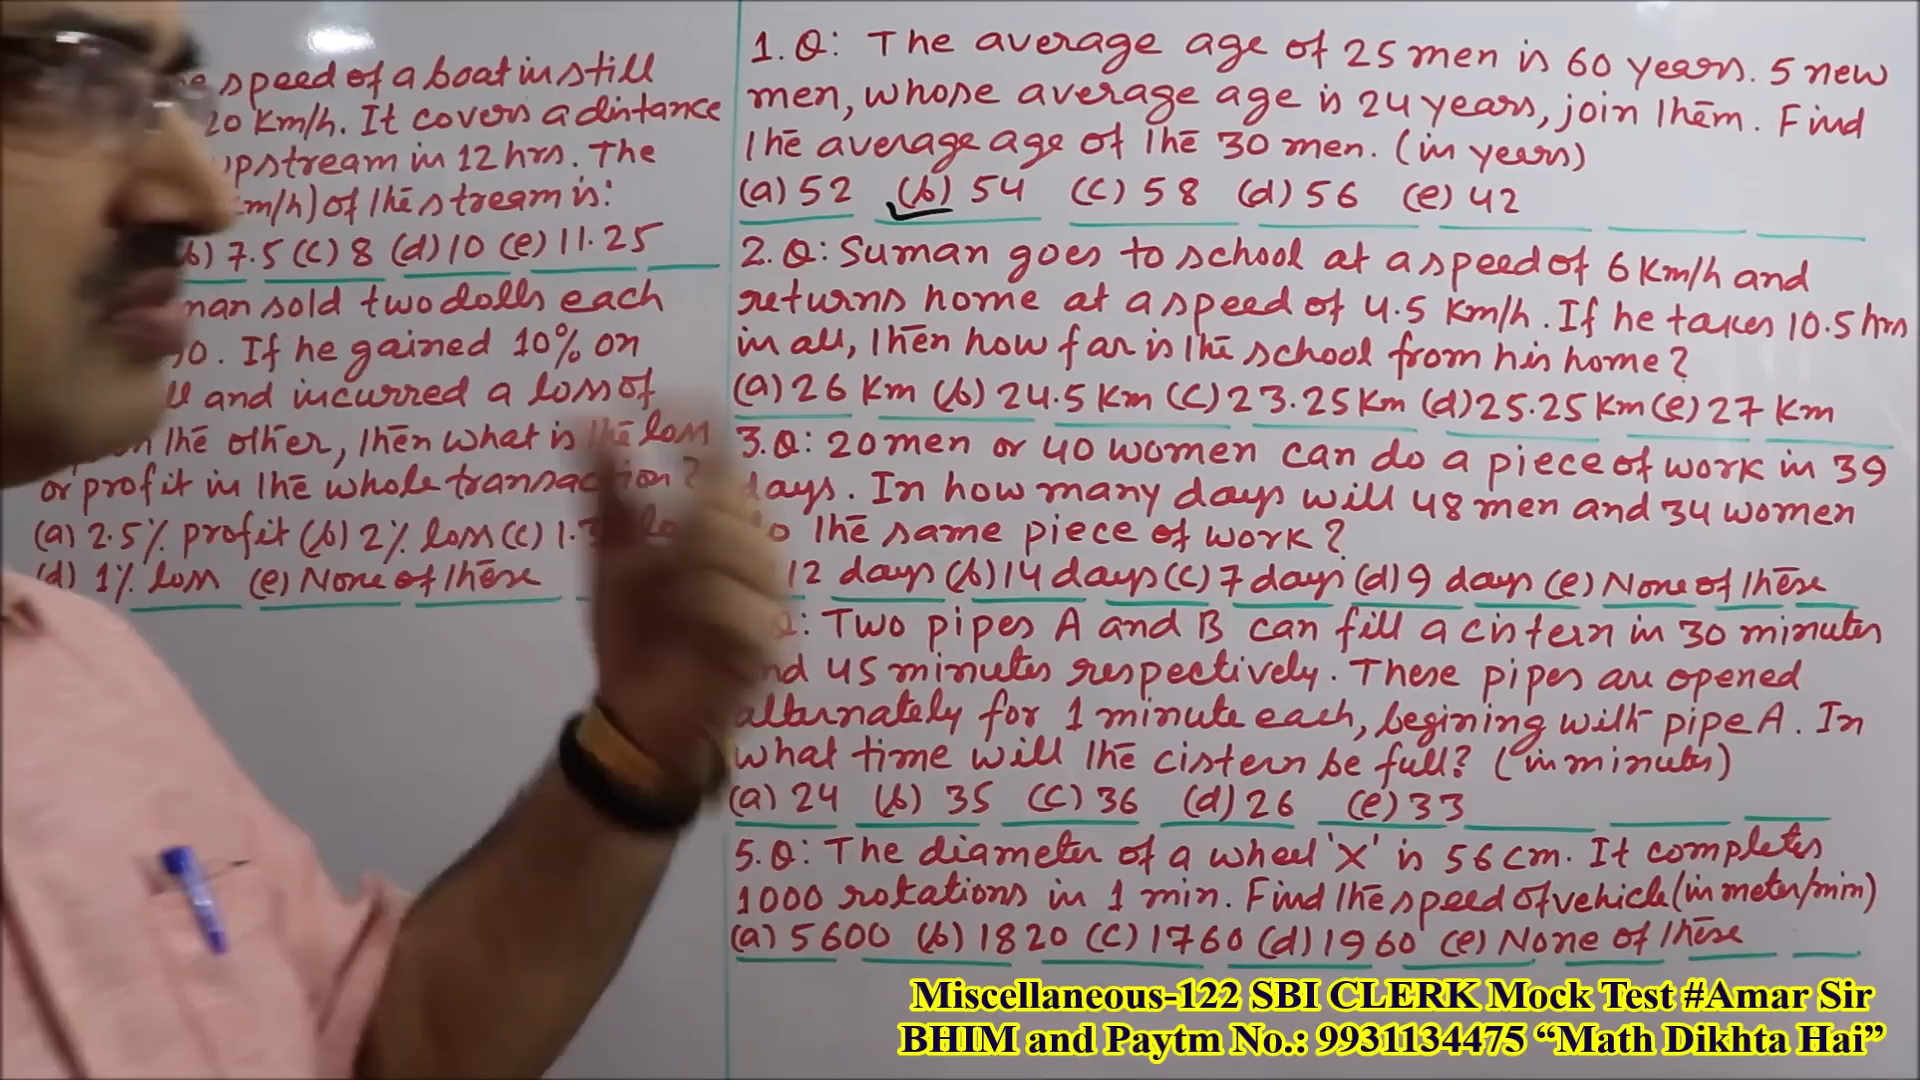 speed of a boat in still
20 Km/h. It covers a distance
upstream in 12 hrs. The
m/h) of the stream is:
7.5 (c) 8 (d) 10 (e) 11.25
man sold two dolls each
If he gained 10% on
and incurred a loss of
the other, then what is the loss
or profit in the whole transaction?
(a) 2.5% profit (b) 2% loss (c)
(d) 1% loss (e) None of these
1. Q: The average age of 25 men is 60 years. 5 new
men, whose average age is 24 years, join them. Find
the average age of the 30 men. (in years)
(a) 52 (b) 54 (c) 58 (d) 56 (e) 42
2. Q: Suman goes to school at a speed of 6 Km/h and
returns home at a speed of 4.5 Km/h. If he takes 10.5 hrs
in all, then how far is the school from his home?
(a) 26 Km (b) 24.5 Km (c) 23.25 Km (d) 25.25 Km (e) 27 Km
3. Q: 20 men or 40 women can do a piece of work in 39
days. In how many days will 48 men and 34 women
the same piece of work?
12 days (b) 14 days (c) 7 days (d) 9 days (e) None of these
Two pipes A and B can fill a cistern in 30 minutes
45 minutes respectively. These pipes are opened
alternately for 1 minute each, begining with pipe A. In
what time will the cistern be full? (in minutes)
(a) 24 (b) 35 (c) 36 (d) 26 (e) 33
5. Q: The diameter of a wheel 'X' is 56 cm. It completes
1000 rotations in 1 min. Find the speed of vehicle (in meter/min)
(a) 5600 (b) 1820 (c) 1760 (d) 1960 (e) None of these
Miscellaneous-122 SBI CLERK Mock Test #Amar Sir
BHIM and Paytm No.: 9931134475 “Math Dikhta Hai”